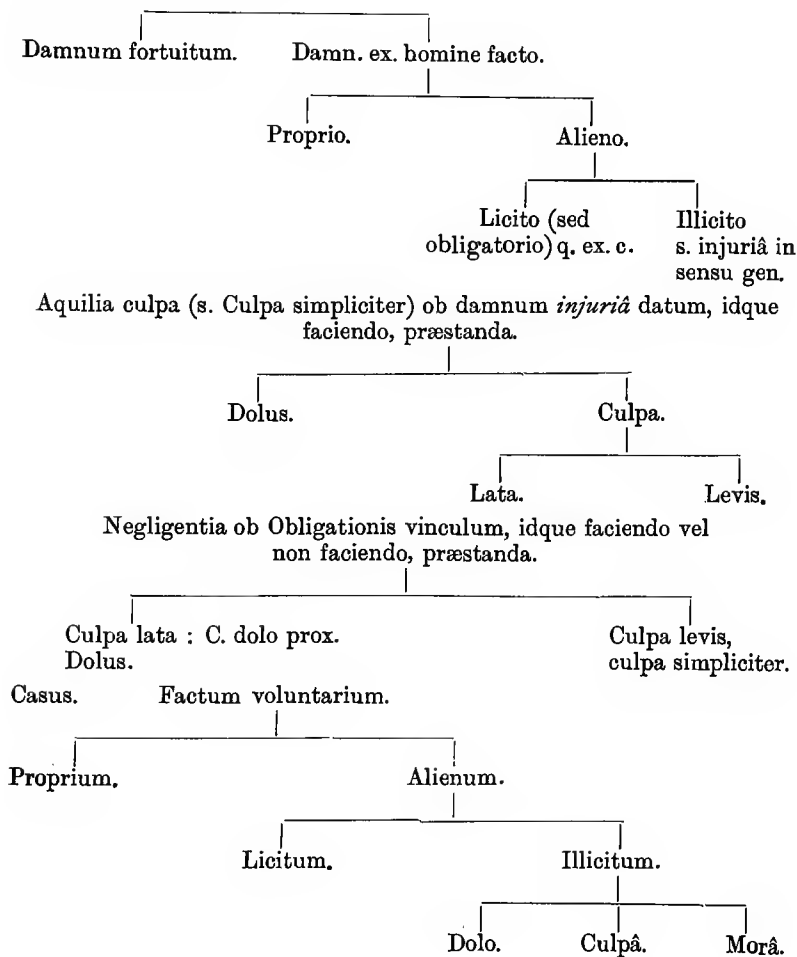 Damnum fortuitum. Damn. ex. homine facto.
Proprio. Alieno.
Licito (sed obligatorio) q. ex. c. Illicito s. injuriâ in sensu gen.
Aquilia culpa (s. Culpa simpliciter) ob damnum injuriâ datum, idque
faciendo, præstanda.
Dolus. Culpa.
Lata. Levis.
Negligentia ob Obligationis vinculum, idque faciendo vel
non faciendo, præstanda.
Culpa lata : C. dolo prox. Culpa levis,
Dolus. culpa simpliciter.
Casus. Factum voluntarium.
Proprium. Alienum.
Licitum. Illicitum.
Dolo. Culpâ. Morâ.